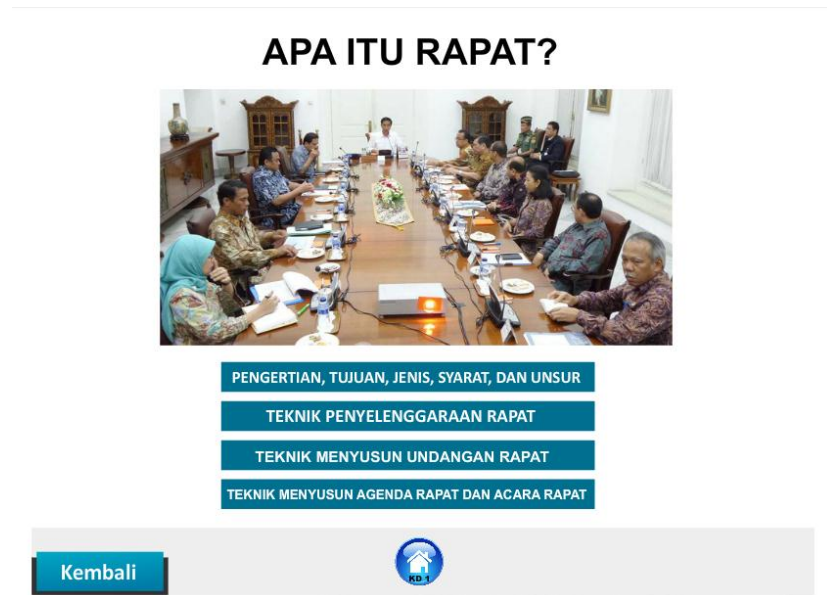 APA ITU RAPAT?
PENGERTIAN, TUJUAN, JENIS, SYARAT, DAN UNSUR
TEKNIK PENYELENGGARAAN RAPAT
TEKNIK MENYUSUN UNDANGAN RAPAT
TEKNIK MENYUSUN AGENDA RAPAT DAN ACARA RAPAT
Kembali
KD 1